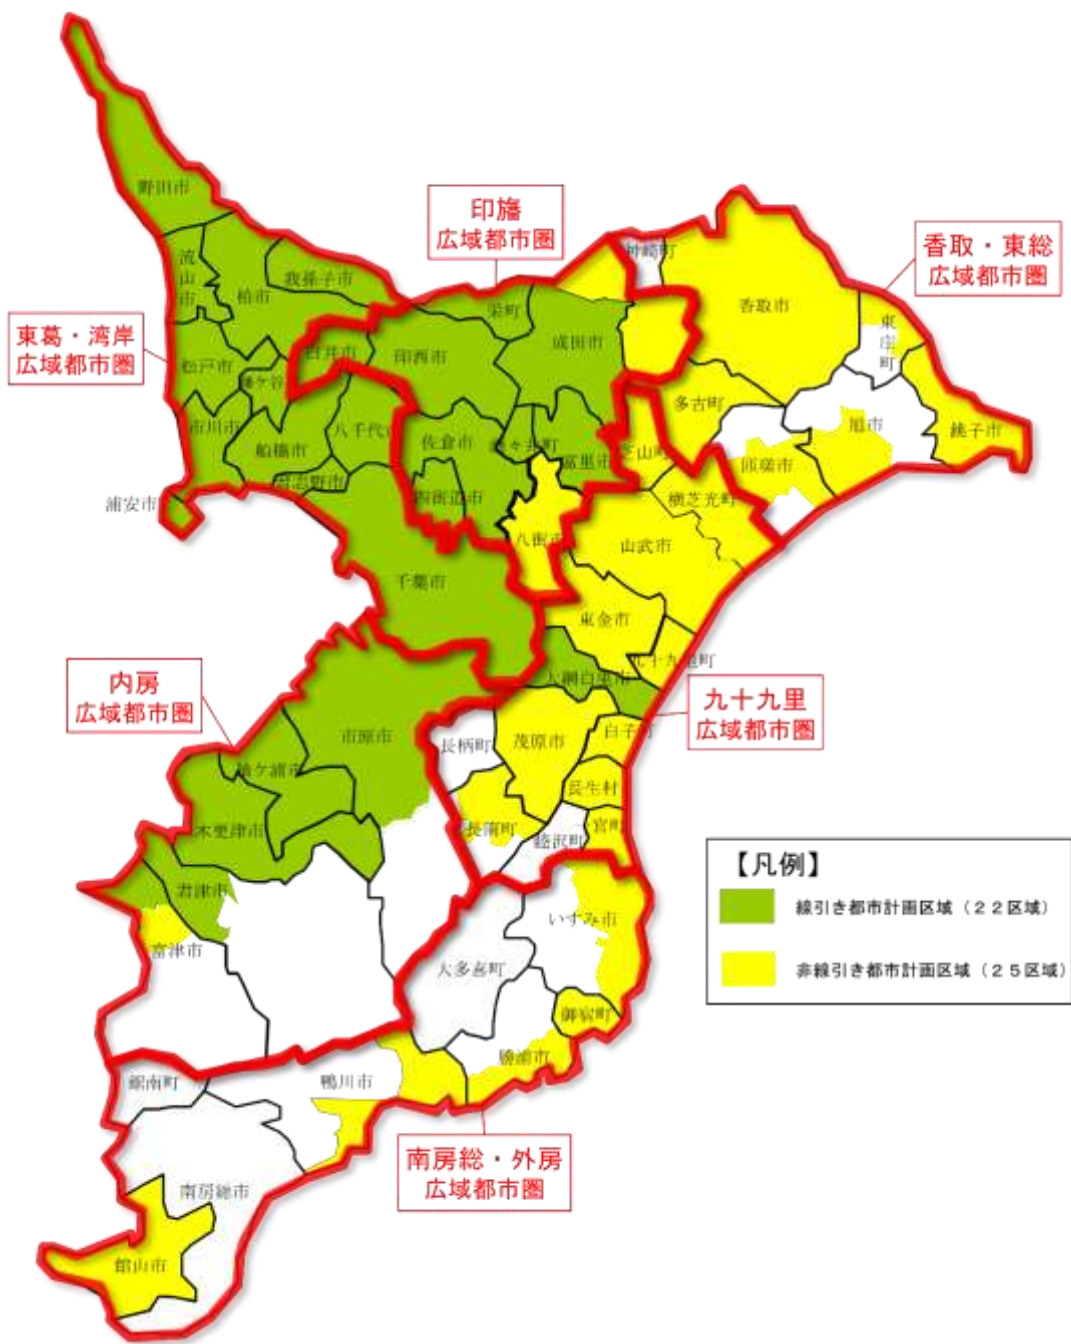 野田市
印旛
広域都市圏
神崎町
香取・東総
広域都市圏
流山市
柏市
我孫子市
栄町
香取市
東庄町
東葛・湾岸
広域都市圏
松戸市
鎌ケ谷
白井市
印西市
成田市
多古町
旭市
銚子市
市川市
船橋市
八千代市
佐倉市
富里市
芝山町
匝瑳市
習志野市
四街道市
横芝光町
浦安市
八街市
山武市
千葉市
東金市
九十九里町
大網白里市
内房
広域都市圏
九十九里
広域都市圏
市原市
長柄町
茂原市
白子町
袖ケ浦市
長生村
木更津市
長南町
睦沢町
宮町
君津市
富津市
いすみ市
大多喜町
御宿町
勝浦市
【凡例】
線引き都市計画区域（２２区域）
非線引き都市計画区域（２５区域）
鋸南町
鴨川市
南房総・外房
広域都市圏
南房総市
館山市